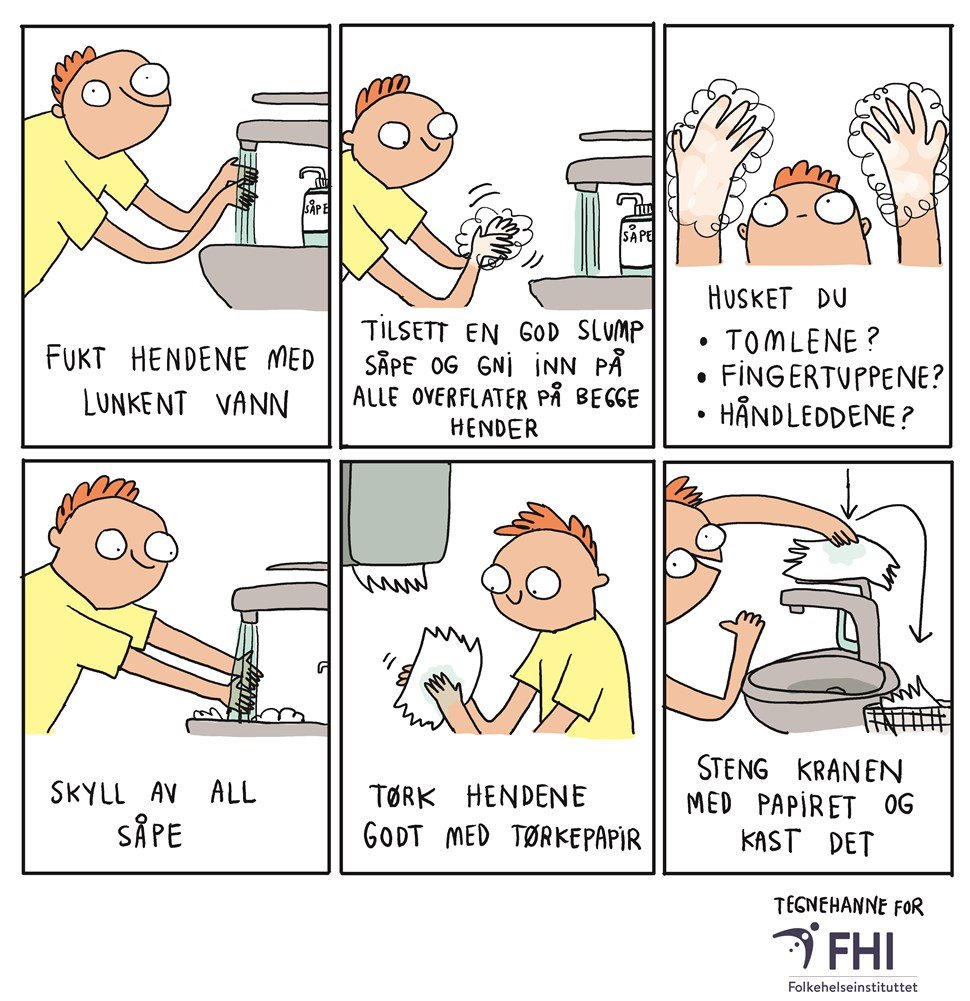 SÅPE
FUKT HENDENE MED
LUNKENT VANN
SÅPE
TILSETT EN GOD SLUMP
SÅPE OG GNI INN PÅ
ALLE OVERFLATER PÅ BEGGE
HENDER
HUSKET DU
• TOMLENE?
• FINGERTUPPENE?
• HÅNDLEDDENE?
SKYLL AV ALL
SÅPE
TØRK HENDENE
GODT MED TØRKEPAPIR
STENG KRANEN
MED PAPIRET OG
KAST DET
TEGNEHANNE FOR
FHI
Folkehelseinstituttet